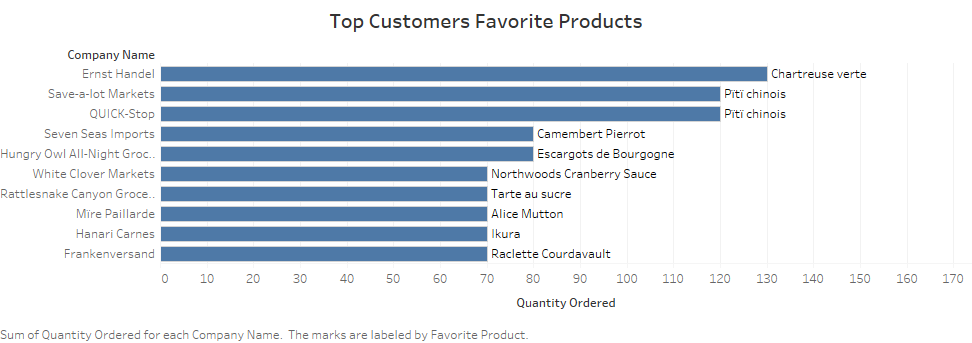 Top Customers Favorite Products
Company Name
Ernst Handel Chartreuse verte
Save-a-lot Markets Pïtï chinois
QUICK-Stop Pïtï chinois
Seven Seas Imports Camembert Pierrot
Hungry Owl All-Night Groc.. Escargots de Bourgogne
White Clover Markets Northwoods Cranberry Sauce
Rattlesnake Canyon Groce.. Tarte au sucre
Mïre Paillarde Alice Mutton
Hanari Carnes Ikura
Frankenversand Raclette Courdavault
0 10 20 30 40 50 60 70 80 90 100 110 120 130 140 150 160 170
Quantity Ordered
Sum of Quantity Ordered for each Company Name. The marks are labeled by Favorite Product.